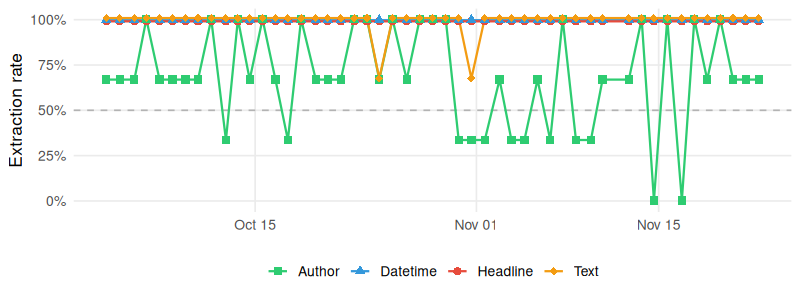 100%
75%
50%
25%
0%
Extraction rate
Oct 15
Nov 01
Nov 15
Author
Datetime
Headline
Text